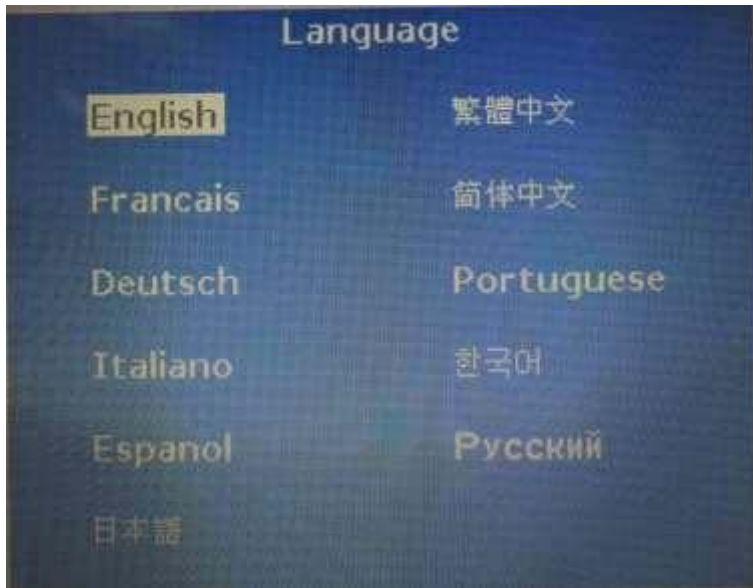 Language
English
繁體中文
Francais
简体中文
Deutsch
Portuguese
Italiano
한국어
Espanol
Русский
日本語